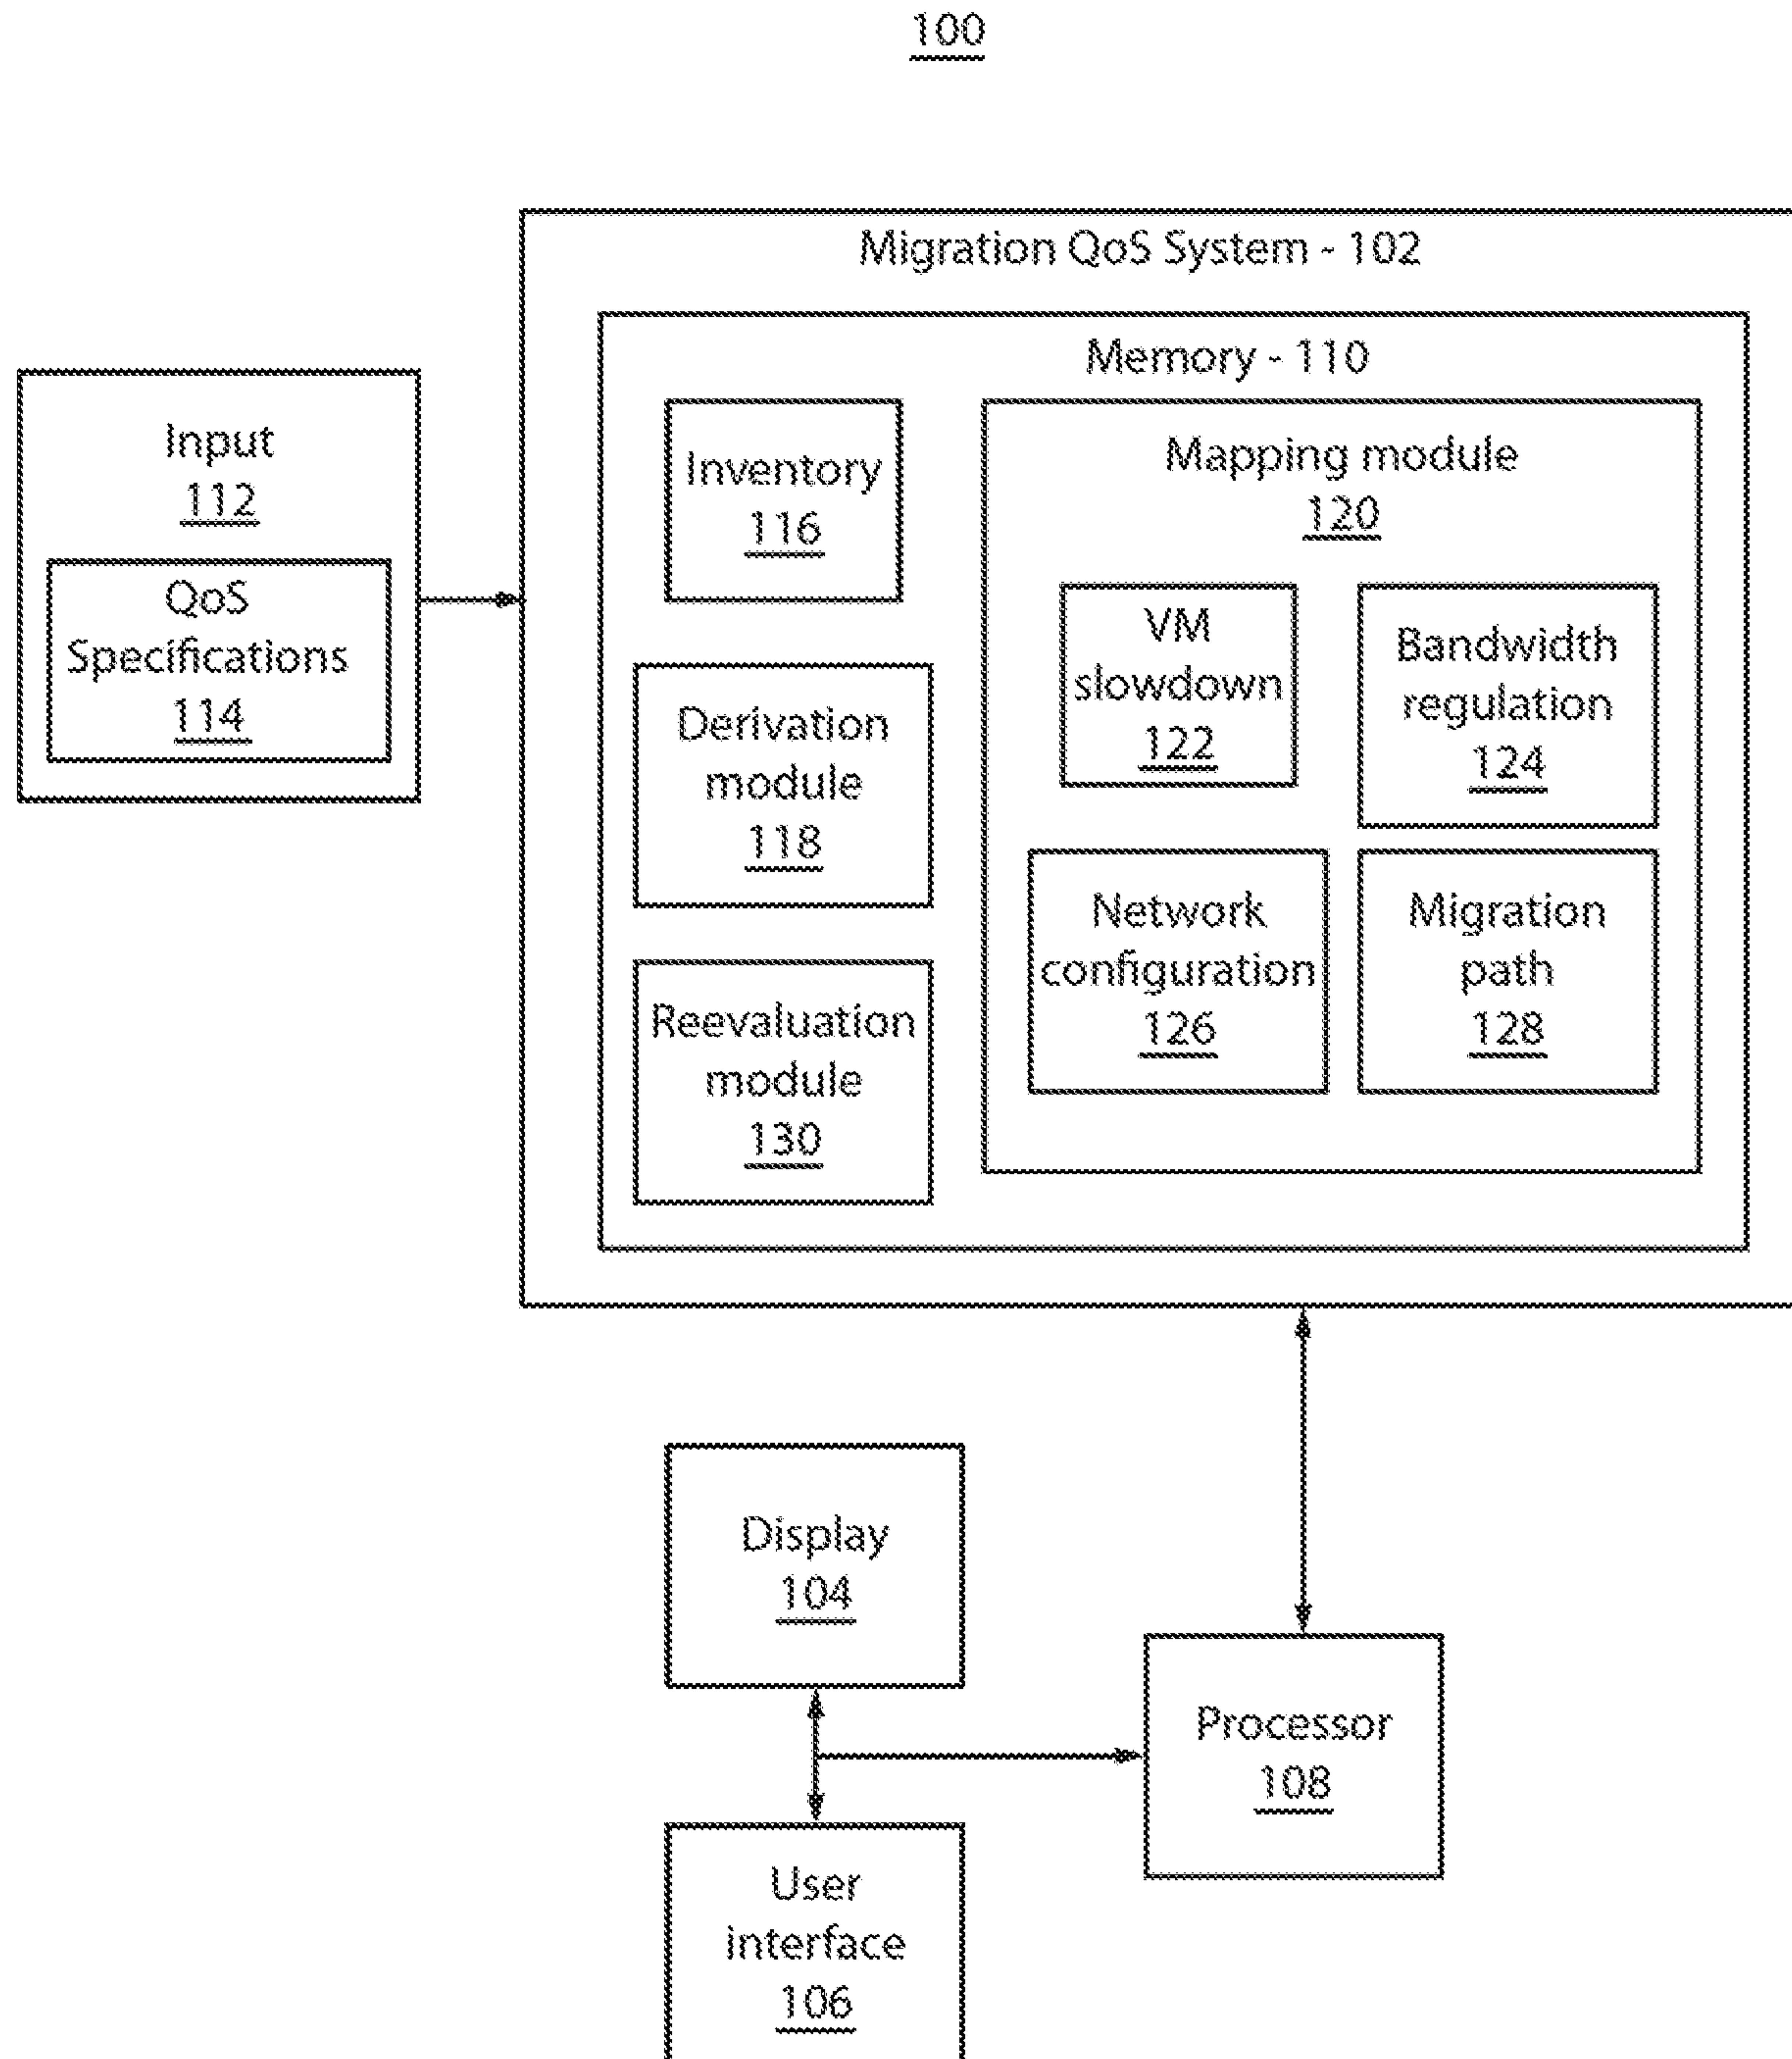 100
Migration QoS System - 102
Memory - 110
Input
112
QoS
Specifications
114
Inventory
116
Derivation
module
118
Reevaluation
module
130
Mapping module
120
VM
slowdown
122
Bandwidth
regulation
124
Network
configuration
126
Migration
path
128
Display
104
Processor
108
User
interface
106